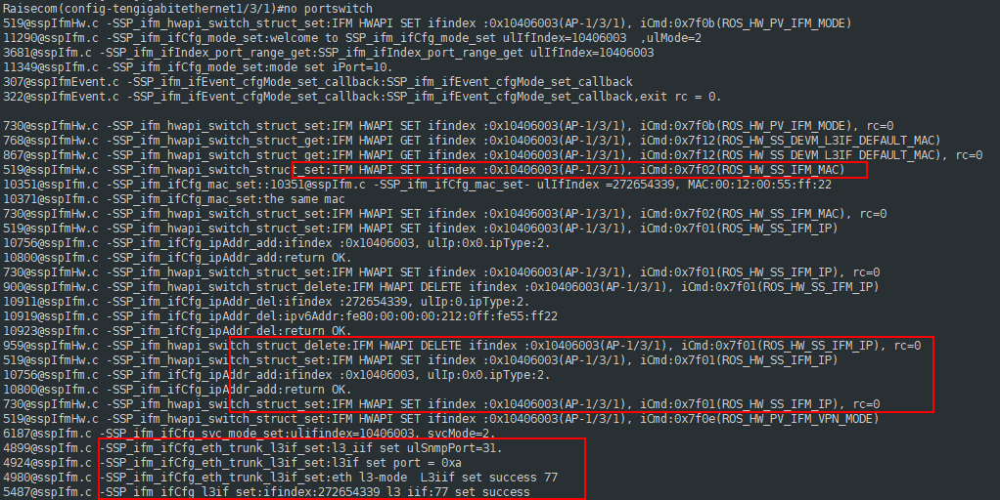 Raisecom(config-tengigabitethernet1/3/1)#no portswitch
519@sspIfmHw.c -SSP_ifm_hwapi_switch_struct_set:IFM HWAPI SET ifindex :0x10406003(AP-1/3/1), iCmd:0x7f0b(ROS_HW_PV_IFM_MODE)
11290@sspIfm.c -SSP_ifm_ifCfg_mode_set:welcome to SSP_ifm_ifCfg_mode_set ulIfIndex=10406003  ,ulMode=2
3681@sspIfm.c -SSP_ifm_ifIndex_port_range_get:SSP_ifm_ifIndex_port_range_get ulIfindex=10406003
11349@sspIfm.c -SSP_ifm_ifCfg_mode_set:mode set iPort=10.
307@sspIfmEvent.c -SSP_ifm_ifEvent_cfgMode_set_callback:SSP_ifm_ifEvent_cfgMode_set_callback
322@sspIfmEvent.c -SSP_ifm_ifEvent_cfgMode_set_callback:SSP_ifm_ifEvent_cfgMode_set_callback,exit rc = 0.
730@sspIfmHw.c -SSP_ifm_hwapi_switch_struct_set:IFM HWAPI SET ifindex :0x10406003(AP-1/3/1), iCmd:0x7f0b(ROS_HW_PV_IFM_MODE), rc=0
768@sspIfmHw.c -SSP_ifm_hwapi_switch_struct_get:IFM HWAPI GET ifindex :0x10406003(AP-1/3/1), iCmd:0x7f12(ROS_HW_SS_DEVM_L3IF_DEFAULT_MAC)
867@sspIfmHw.c -SSP_ifm_hwapi_switch_struct_get:IFM HWAPI GET ifindex :0x10406003(AP-1/3/1), iCmd:0x7f12(ROS_HW_SS_DEVM_L3IF_DEFAULT_MAC), rc=0
519@sspIfmHw.c -SSP_ifm_hwapi_switch_struct_set:IFM HWAPI SET ifindex :0x10406003(AP-1/3/1), iCmd:0x7f02(ROS_HW_SS_IFM_MAC)
10351@sspIfm.c -SSP_ifm_ifCfg_mac_set::10351@sspIfm.c -SSP_ifm_ifCfg_mac_set- ulIfIndex =272654339, MAC:00:12:00:55:ff:22
10371@sspIfm.c -SSP_ifm_ifCfg_mac_set:the same mac
730@sspIfmHw.c -SSP_ifm_hwapi_switch_struct_set:IFM HWAPI SET ifindex :0x10406003(AP-1/3/1), iCmd:0x7f02(ROS_HW_SS_IFM_MAC), rc=0
519@sspIfmHw.c -SSP_ifm_hwapi_switch_struct_set:IFM HWAPI SET ifindex :0x10406003(AP-1/3/1), iCmd:0x7f01(ROS_HW_SS_IFM_IP)
10756@sspIfm.c -SSP_ifm_ifCfg_ipAddr_add:ifindex :0x10406003, ulIp:0x0.ipType:2.
10800@sspIfm.c -SSP_ifm_ifCfg_ipAddr_add:return OK.
730@sspIfmHw.c -SSP_ifm_hwapi_switch_struct_set:IFM HWAPI SET ifindex :0x10406003(AP-1/3/1), iCmd:0x7f01(ROS_HW_SS_IFM_IP), rc=0
900@sspIfmHw.c -SSP_ifm_hwapi_switch_struct_delete:IFM HWAPI DELETE ifindex :0x10406003(AP-1/3/1), iCmd:0x7f01(ROS_HW_SS_IFM_IP)
10911@sspIfm.c -SSP_ifm_ifCfg_ipAddr_del:ifindex :272654339, ulIp:0.ipType:2.
10919@sspIfm.c -SSP_ifm_ifCfg_ipAddr_del:ipv6Addr:fe80:00:00:00:212:0ff:fe55:ff22
10923@sspIfm.c -SSP_ifm_ifCfg_ipAddr_del:return OK.
959@sspIfmHw.c -SSP_ifm_hwapi_switch_struct_delete:IFM HWAPI DELETE ifindex :0x10406003(AP-1/3/1), iCmd:0x7f01(ROS_HW_SS_IFM_IP), rc=0
519@sspIfmHw.c -SSP_ifm_hwapi_switch_struct_set:IFM HWAPI SET ifindex :0x10406003(AP-1/3/1), iCmd:0x7f01(ROS_HW_SS_IFM_IP)
10756@sspIfm.c -SSP_ifm_ifCfg_ipAddr_add:ifindex :0x10406003, ulIp:0x0.ipType:2.
10800@sspIfm.c -SSP_ifm_ifCfg_ipAddr_add:return OK.
730@sspIfmHw.c -SSP_ifm_hwapi_switch_struct_set:IFM HWAPI SET ifindex :0x10406003(AP-1/3/1), iCmd:0x7f01(ROS_HW_SS_IFM_IP), rc=0
519@sspIfmHw.c -SSP_ifm_hwapi_switch_struct_set:IFM HWAPI SET ifindex :0x10406003(AP-1/3/1), iCmd:0x7f0e(ROS_HW_PV_IFM_VPN_MODE)
6187@sspIfm.c -SSP_ifm_ifCfg_svc_mode_set:ulifindex=10406003, svcMode=2.
4899@sspIfm.c -SSP_ifm_ifCfg_eth_trunk_l3if_set:l3_iif set ulSnmpPort=31.
4924@sspIfm.c -SSP_ifm_ifCfg_eth_trunk_l3if_set:l3if set port = 0xa
4980@sspIfm.c -SSP_ifm_ifCfg_eth_trunk_l3if_set:eth l3-mode  L3iif set success 77
5487@sspIfm.c -SSP_ifm_ifCfg_l3if_set:ifindex:272654339 l3 iif:77 set success